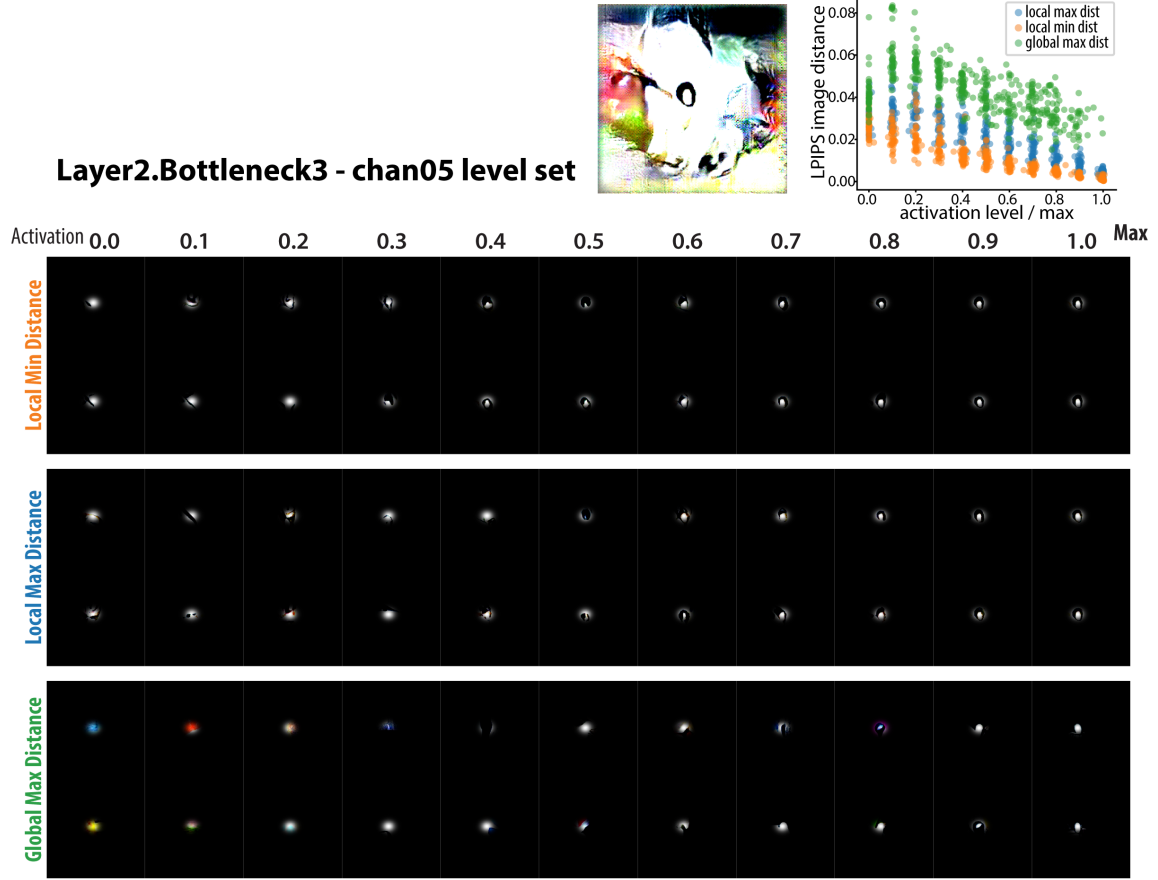 LPIPS image distance
0.08
0.06
0.04
0.02
0.00
local max dist
local min dist
global max dist
0.0 0.2 0.4 0.6 0.8 1.0
activation level / max
Layer2.Bottleneck3 - chan05 level set
Activation 0.0 0.1 0.2 0.3 0.4 0.5 0.6 0.7 0.8 0.9 1.0 Max
Local Min Distance
Local Max Distance
Global Max Distance